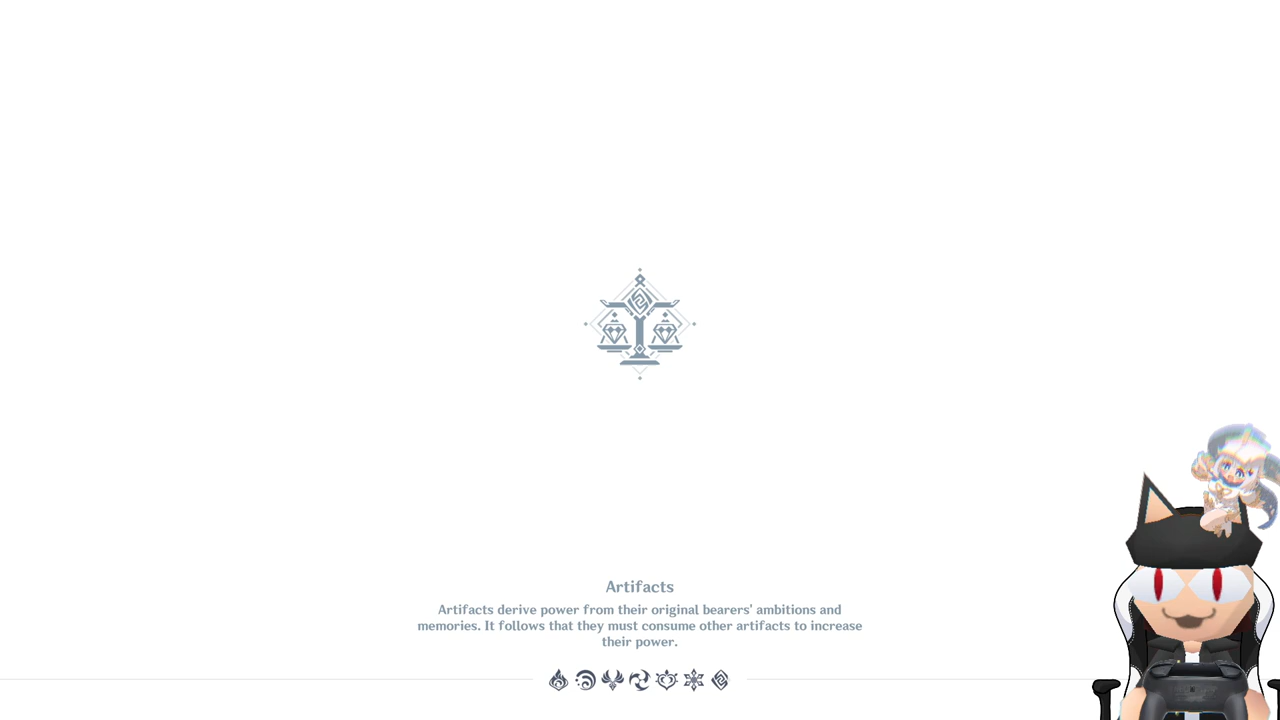 Artifacts
Artifacts derive power from their original bearers' ambitions and
memories. It follows that they must consume other artifacts to increase
their power.